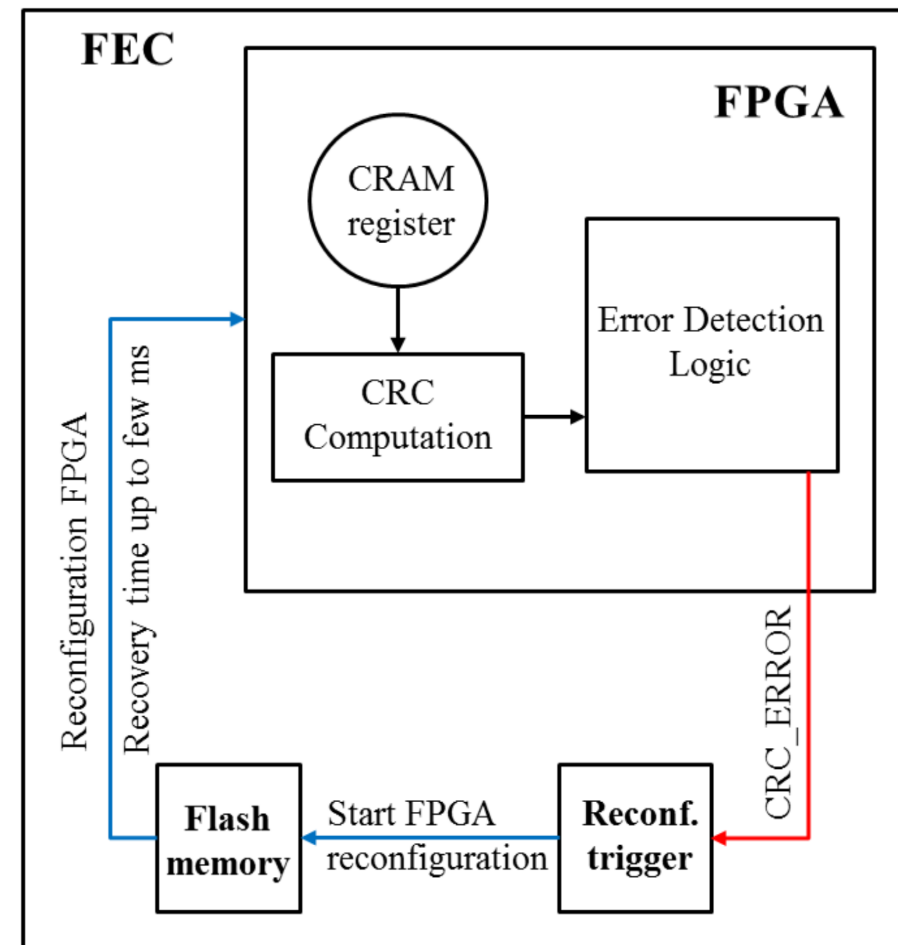 FEC
FPGA
CRAM
register
Error Detection
Logic
CRC
Computation
Reconfiguration FPGA
Recovery time up to few ms
CRC_ERROR
Flash
memory
Start FPGA
reconfiguration
Reconf.
trigger